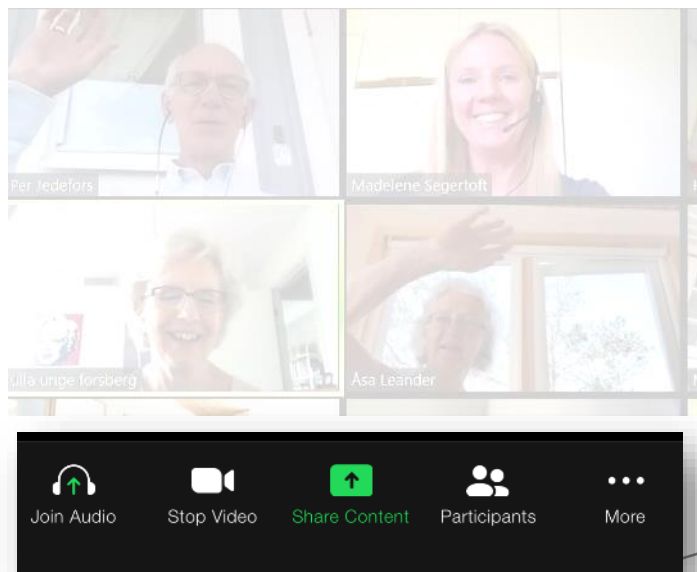 Per Jedefors
Madelene Segertoft
ulla unge forsberg
Åsa Leander
Join Audio
Stop Video
Share Content
Participants
More